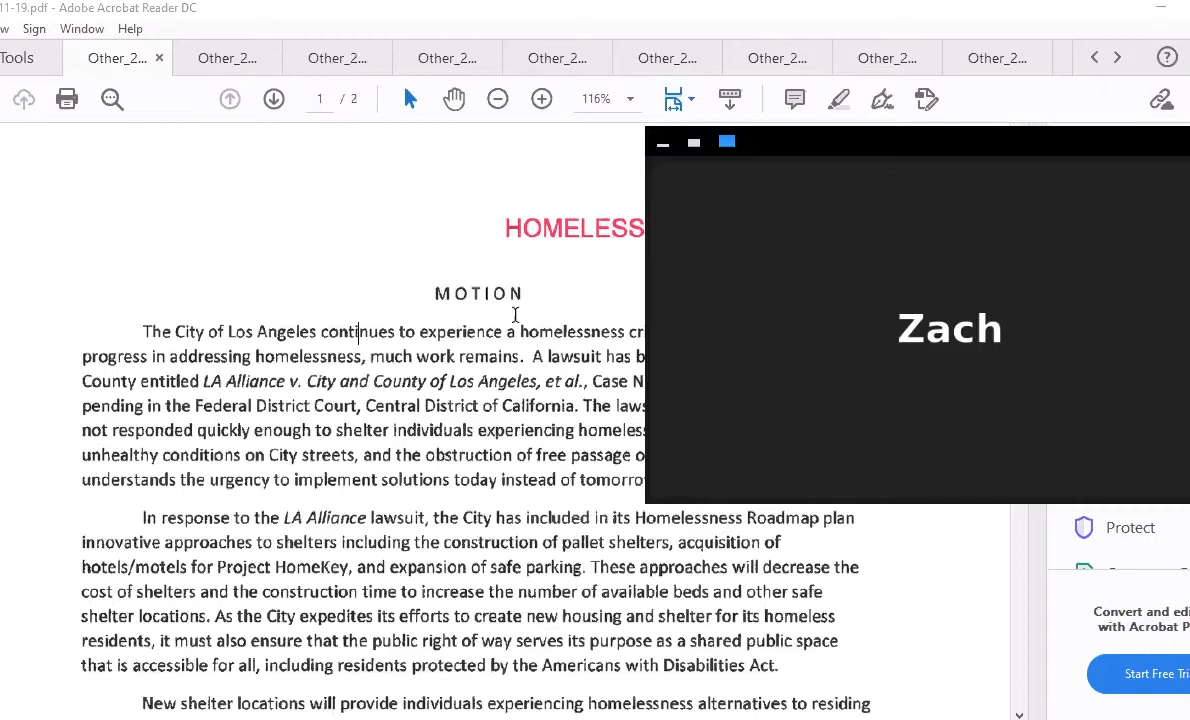 11-19.pdf - Adobe Acrobat Reader DC
w Sign Window Help
Tools Other_2... × Other_2... Other_2... Other_2... Other_2... Other_2... Other_2... Other_2... Other_2...
1 / 2 116%
HOMELESS
MOTION
The City of Los Angeles continues to experience a homelessness cr
progress in addressing homelessness, much work remains. A lawsuit has b
County entitled LA Alliance v. City and County of Los Angeles, et al., Case N
pending in the Federal District Court, Central District of California. The laws
not responded quickly enough to shelter individuals experiencing homeless
unhealthy conditions on City streets, and the obstruction of free passage o
understands the urgency to implement solutions today instead of tomorro
Zach
In response to the LA Alliance lawsuit, the City has included in its Homelessness Roadmap plan
innovative approaches to shelters including the construction of pallet shelters, acquisition of
hotels/motels for Project HomeKey, and expansion of safe parking. These approaches will decrease the
cost of shelters and the construction time to increase the number of available beds and other safe
shelter locations. As the City expedites its efforts to create new housing and shelter for its homeless
residents, it must also ensure that the public right of way serves its purpose as a shared public space
that is accessible for all, including residents protected by the Americans with Disabilities Act.
New shelter locations will provide individuals experiencing homelessness alternatives to residing
Protect
Convert and edi
with Acrobat P
Start Free Tri